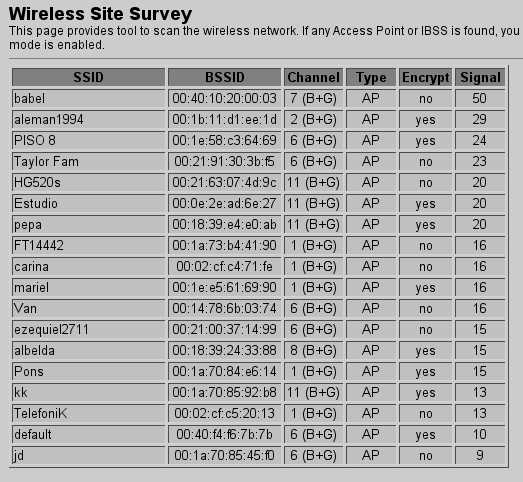 Wireless Site Survey
This page provides tool to scan the wireless network. If any Access Point or IBSS is found, you
mode is enabled.
SSID BSSID Channel Type Encrypt Signal
babel 00:40:10:20:00:03 7 (B+G) AP no 50
aleman1994 00:1b:11:d1:ee:1d 2 (B+G) AP yes 29
PISO 8 00:1e:58:c3:64:69 6 (B+G) AP yes 24
Taylor Fam 00:21:91:30:3b:f5 6 (B+G) AP no 23
HG520s 00:21:63:07:4d:9c 11 (B+G) AP no 20
Estudio 00:0e:2e:ad:6e:27 11 (B+G) AP yes 20
pepa 00:18:39:e4:e0:ab 11 (B+G) AP yes 20
FT14442 00:1a:73:b4:41:90 1 (B+G) AP no 16
carina 00:02:cf:c4:71:fe 1 (B+G) AP no 16
mariel 00:1e:e5:61:69:90 1 (B+G) AP yes 16
Van 00:14:78:6b:03:74 6 (B+G) AP no 16
ezequiel2711 00:21:00:37:14:99 6 (B+G) AP no 15
albelda 00:18:39:24:33:88 8 (B+G) AP yes 15
Pons 00:1a:70:84:e6:14 1 (B+G) AP yes 15
kk 00:1a:70:85:92:b8 11 (B+G) AP yes 13
TelefoniK 00:02:cf:c5:20:13 1 (B+G) AP no 13
default 00:40:f4:f6:7b:7b 6 (B+G) AP yes 10
jd 00:1a:70:85:45:f0 6 (B+G) AP no 9